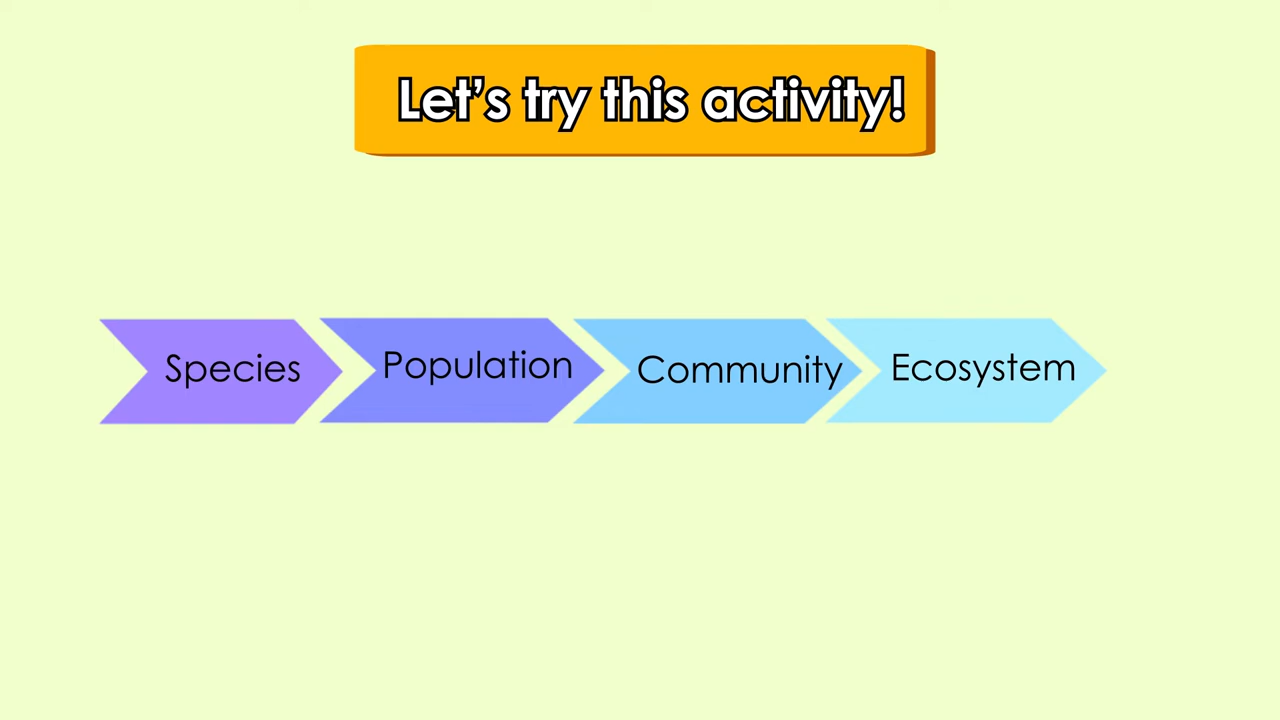 Let's try this activity!
Species
Population
Community
Ecosystem